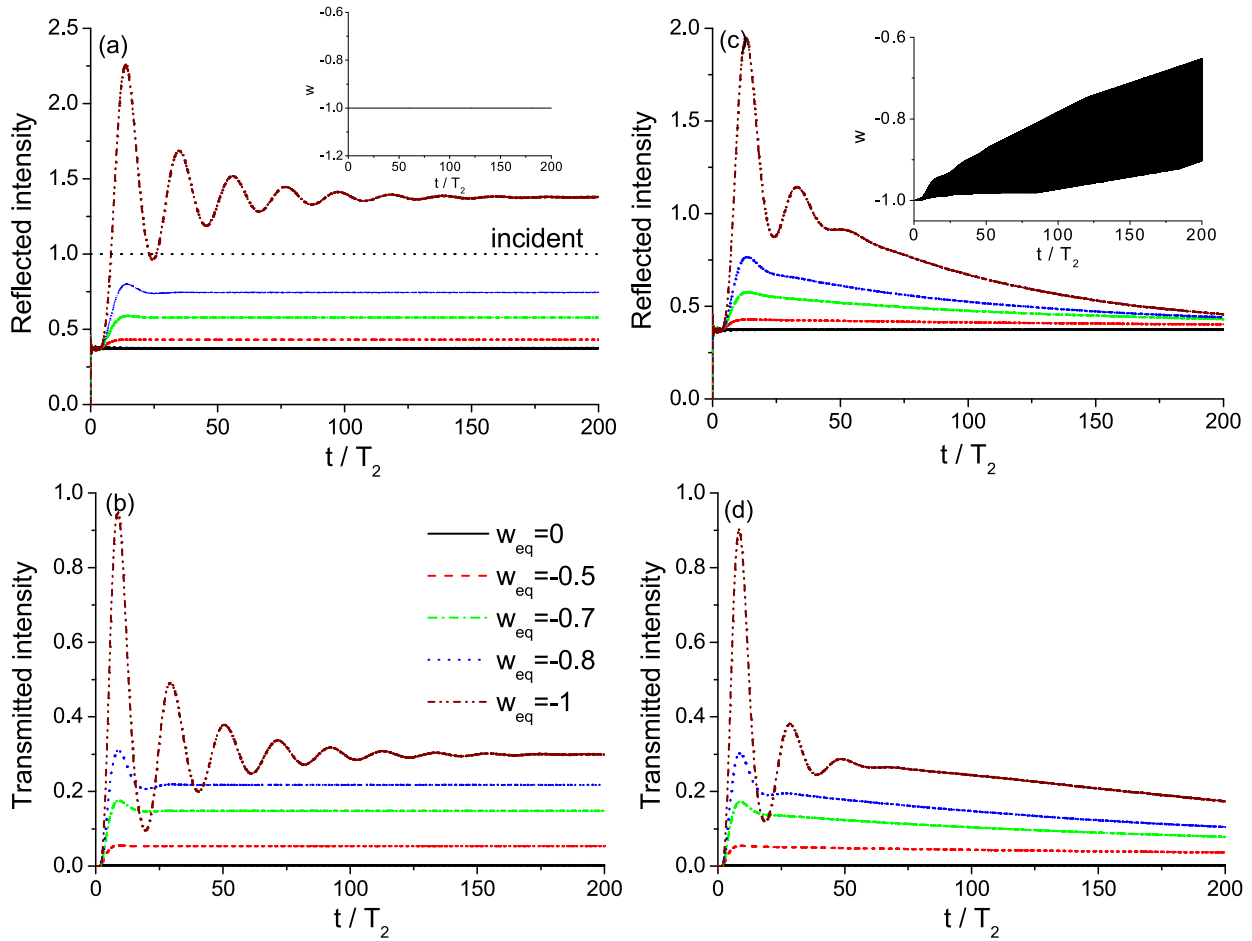 (a)
2.5
2.0
1.5
1.0
0.5
0.0
Reflected intensity
0
50
100
150
200
t / T2
-0.6
-0.8
-1.0
-1.2
w
0
50
100
150
200
t / T2
incident
(c)
2.0
1.5
1.0
0.5
0.0
Reflected intensity
0
50
100
150
200
t / T2
-0.6
-0.8
-1.0
w
0
50
100
150
200
t / T2
(b)
1.0
0.8
0.6
0.4
0.2
0.0
Transmitted intensity
0
50
100
150
200
t / T2
weq=0
weq=-0.5
weq=-0.7
weq=-0.8
weq=-1
(d)
1.0
0.8
0.6
0.4
0.2
0.0
Transmitted intensity
0
50
100
150
200
t / T2